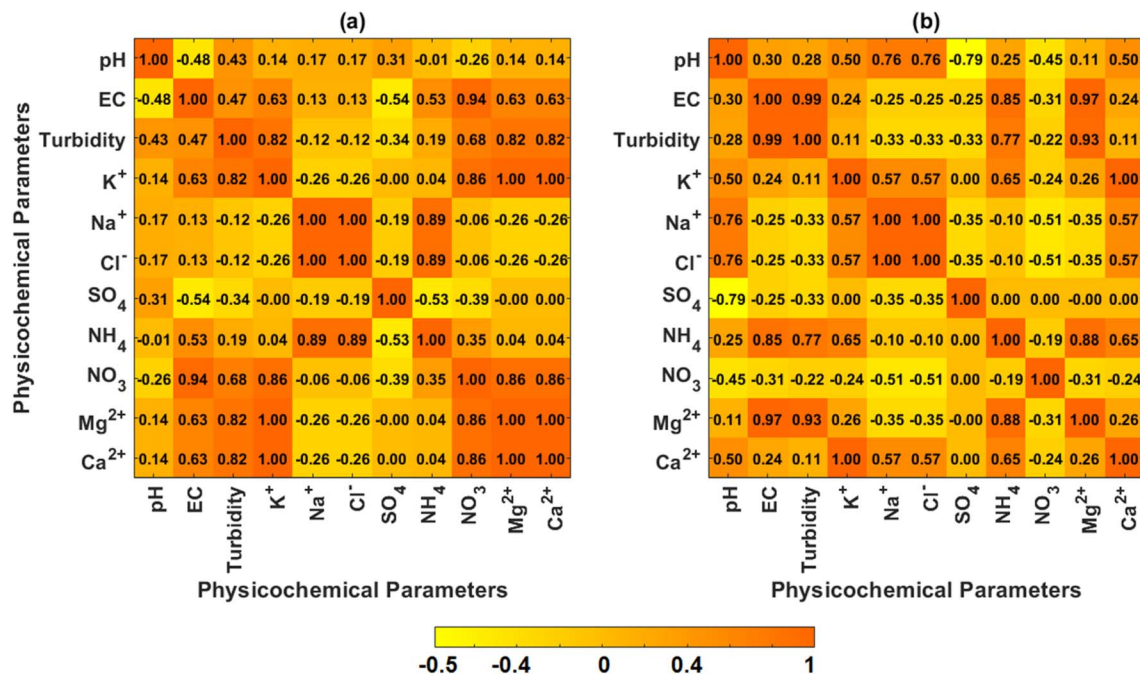 (a)
pH 1.00 -0.48 0.43 0.14 0.17 0.17 0.31 -0.01 -0.26 0.14 0.14
EC -0.48 1.00 0.47 0.63 0.13 0.13 -0.54 0.53 0.94 0.63 0.63
Turbidity 0.43 0.47 1.00 0.82 -0.12 -0.12 -0.34 0.19 0.68 0.82 0.82
K⁺ 0.14 0.63 0.82 1.00 -0.26 -0.26 -0.00 0.04 0.86 1.00 1.00
Na⁺ 0.17 0.13 -0.12 -0.26 1.00 1.00 -0.19 0.89 -0.06 -0.26 -0.26
Cl⁻ 0.17 0.13 -0.12 -0.26 1.00 1.00 -0.19 0.89 -0.06 -0.26 -0.26
SO₄ 0.31 -0.54 -0.34 -0.00 -0.19 -0.19 1.00 -0.53 -0.39 -0.00 0.00
NH₄ -0.01 0.53 0.19 0.04 0.89 0.89 -0.53 1.00 0.35 0.04 0.04
NO₃ -0.26 0.94 0.68 0.86 -0.06 -0.06 -0.39 0.35 1.00 0.86 0.86
Mg²⁺ 0.14 0.63 0.82 1.00 -0.26 -0.26 -0.00 0.04 0.86 1.00 1.00
Ca²⁺ 0.14 0.63 0.82 1.00 -0.26 -0.26 0.00 0.04 0.86 1.00 1.00
pH EC Turbidity K⁺ Na⁺ Cl⁻ SO₄ NH₄ NO₃ Mg²⁺ Ca²⁺
Physicochemical Parameters
Physicochemical Parameters
(b)
pH 1.00 0.30 0.28 0.50 0.76 0.76 -0.79 0.25 -0.45 0.11 0.50
EC 0.30 1.00 0.99 0.24 -0.25 -0.25 -0.25 0.85 -0.31 0.97 0.24
Turbidity 0.28 0.99 1.00 0.11 -0.33 -0.33 -0.33 0.77 -0.22 0.93 0.11
K⁺ 0.50 0.24 0.11 1.00 0.57 0.57 0.00 0.65 -0.24 0.26 1.00
Na⁺ 0.76 -0.25 -0.33 0.57 1.00 1.00 -0.35 -0.10 -0.51 -0.35 0.57
Cl⁻ 0.76 -0.25 -0.33 0.57 1.00 1.00 -0.35 -0.10 -0.51 -0.35 0.57
SO₄ -0.79 -0.25 -0.33 0.00 -0.35 -0.35 1.00 0.00 0.00 -0.00 0.00
NH₄ 0.25 0.85 0.77 0.65 -0.10 -0.10 0.00 1.00 -0.19 0.88 0.65
NO₃ -0.45 -0.31 -0.22 -0.24 -0.51 -0.51 0.00 -0.19 1.00 -0.31 -0.24
Mg²⁺ 0.11 0.97 0.93 0.26 -0.35 -0.35 -0.00 0.88 -0.31 1.00 0.26
Ca²⁺ 0.50 0.24 0.11 1.00 0.57 0.57 0.00 0.65 -0.24 0.26 1.00
pH EC Turbidity K⁺ Na⁺ Cl⁻ SO₄ NH₄ NO₃ Mg²⁺ Ca²⁺
Physicochemical Parameters
-0.5 -0.4 0 0.4 1